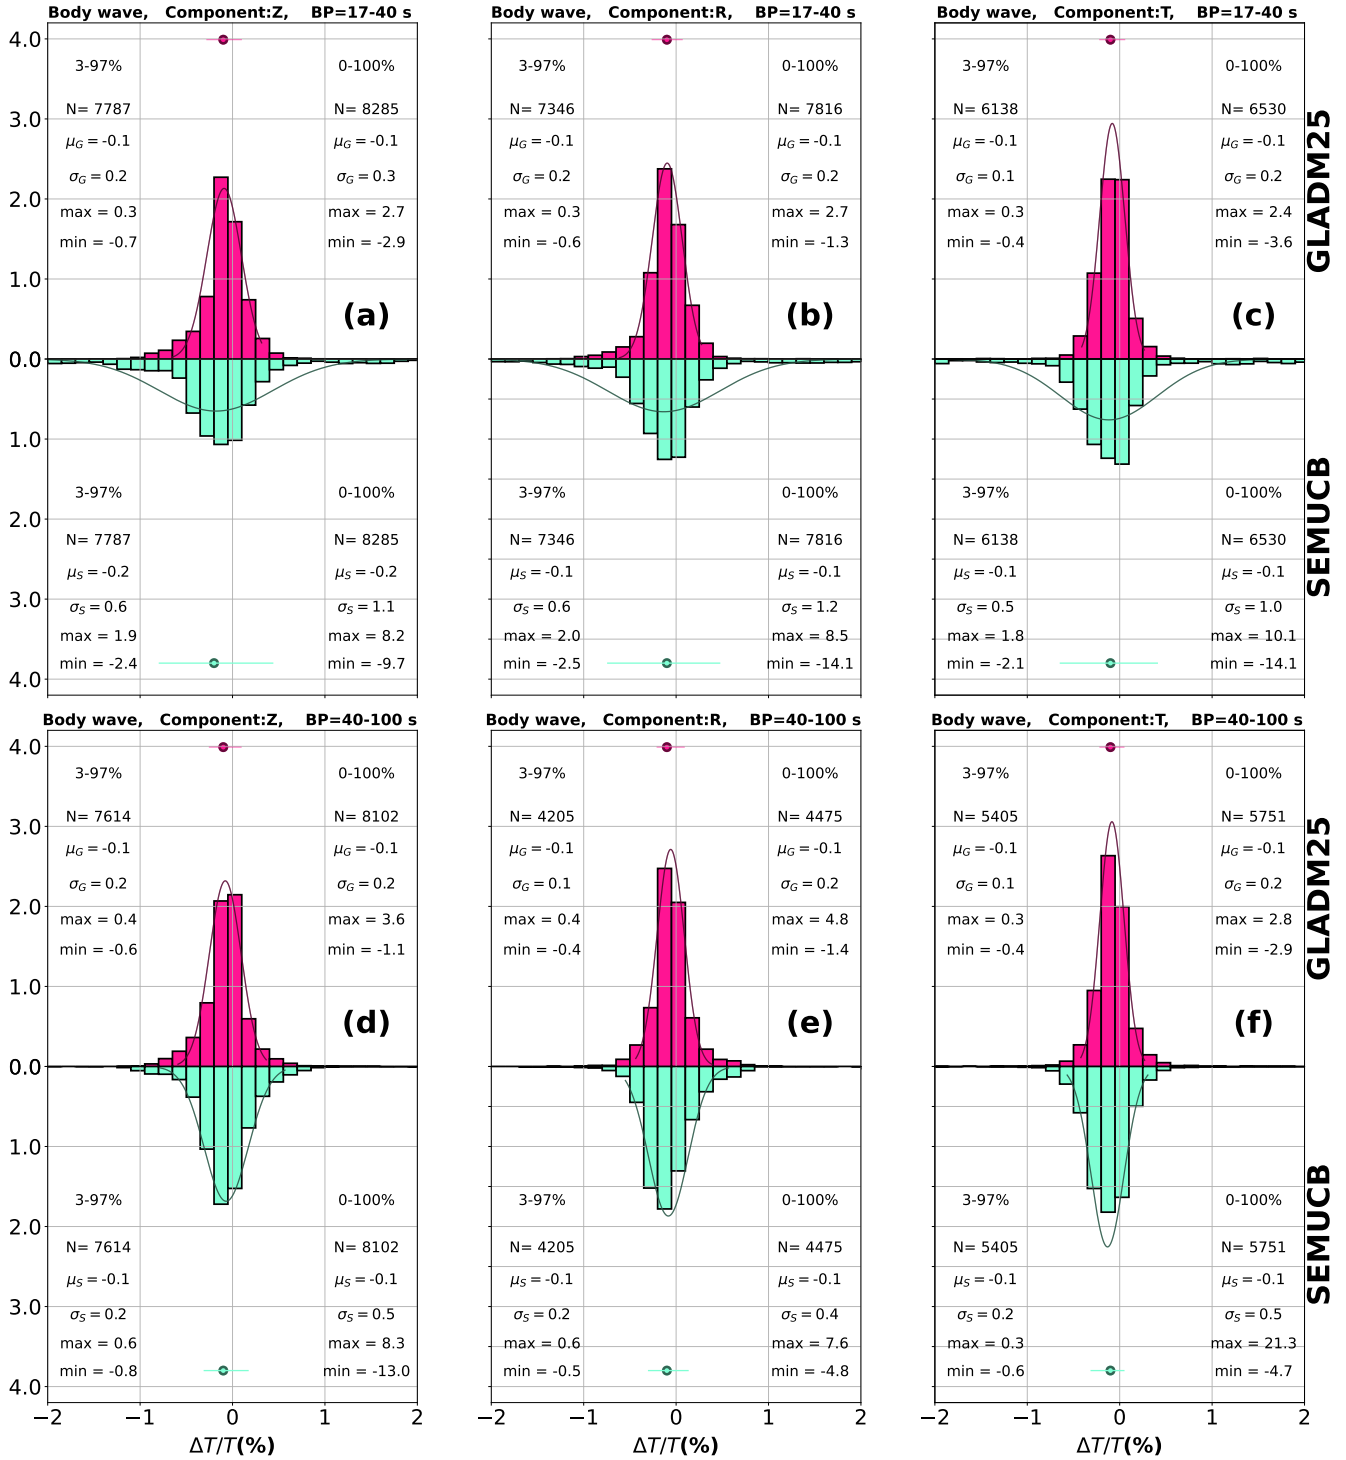 Body wave, Component:Z, BP=17-40 s
Body wave, Component:R, BP=17-40 s
Body wave, Component:T, BP=17-40 s
4.0
3-97% 0-100% 3-97% 0-100% 3-97% 0-100%
N= 7787 N= 8285 N= 7346 N= 7816 N= 6138 N= 6530
3.0
μG = -0.1 μG = -0.1 μG = -0.1 μG = -0.1 μG = -0.1 μG = -0.1
σG = 0.2 σG = 0.3 σG = 0.2 σG = 0.2 σG = 0.1 σG = 0.2
GLADM25
2.0
max = 0.3 max = 2.7 max = 0.3 max = 2.7 max = 0.3 max = 2.4
min = -0.7 min = -2.9 min = -0.6 min = -1.3 min = -0.4 min = -3.6
1.0
(a) (b) (c)
0.0
1.0
3-97% 0-100% 3-97% 0-100% 3-97% 0-100%
2.0
SEMUCB
N= 7787 N= 8285 N= 7346 N= 7816 N= 6138 N= 6530
μS = -0.2 μS = -0.2 μS = -0.1 μS = -0.1 μS = -0.1 μS = -0.1
3.0
σS = 0.6 σS = 1.1 σS = 0.6 σS = 1.2 σS = 0.5 σS = 1.0
max = 1.9 max = 8.2 max = 2.0 max = 8.5 max = 1.8 max = 10.1
min = -2.4 min = -9.7 min = -2.5 min = -14.1 min = -2.1 min = -14.1
4.0
Body wave, Component:Z, BP=40-100 s
Body wave, Component:R, BP=40-100 s
Body wave, Component:T, BP=40-100 s
4.0
3-97% 0-100% 3-97% 0-100% 3-97% 0-100%
N= 7614 N= 8102 N= 4205 N= 4475 N= 5405 N= 5751
3.0
μG = -0.1 μG = -0.1 μG = -0.1 μG = -0.1 μG = -0.1 μG = -0.1
σG = 0.2 σG = 0.2 σG = 0.1 σG = 0.2 σG = 0.1 σG = 0.2
GLADM25
2.0
max = 0.4 max = 3.6 max = 0.4 max = 4.8 max = 0.3 max = 2.8
min = -0.6 min = -1.1 min = -0.4 min = -1.4 min = -0.4 min = -2.9
1.0
(d) (e) (f)
0.0
1.0
3-97% 0-100% 3-97% 0-100% 3-97% 0-100%
2.0
SEMUCB
N= 7614 N= 8102 N= 4205 N= 4475 N= 5405 N= 5751
μS = -0.1 μS = -0.1 μS = -0.1 μS = -0.1 μS = -0.1 μS = -0.1
3.0
σS = 0.2 σS = 0.5 σS = 0.2 σS = 0.4 σS = 0.2 σS = 0.5
max = 0.6 max = 8.3 max = 0.6 max = 7.6 max = 0.3 max = 21.3
min = -0.8 min = -13.0 min = -0.5 min = -4.8 min = -0.6 min = -4.7
4.0
−2 −1 0 1 2 −2 −1 0 1 2 −2 −1 0 1 2
ΔT/T(%) ΔT/T(%) ΔT/T(%)